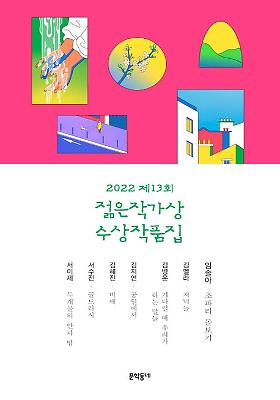 2022 제13회
젊은작가상
수상작품집
임솔아 초파리 돌보기
김멜라 저녁놀
김병운 기다릴 때 우리가
하는 말들
김지연 공원에서
김혜진 미애
서수진 골드러시
서이제 두개골의 안과 밖
문학동네